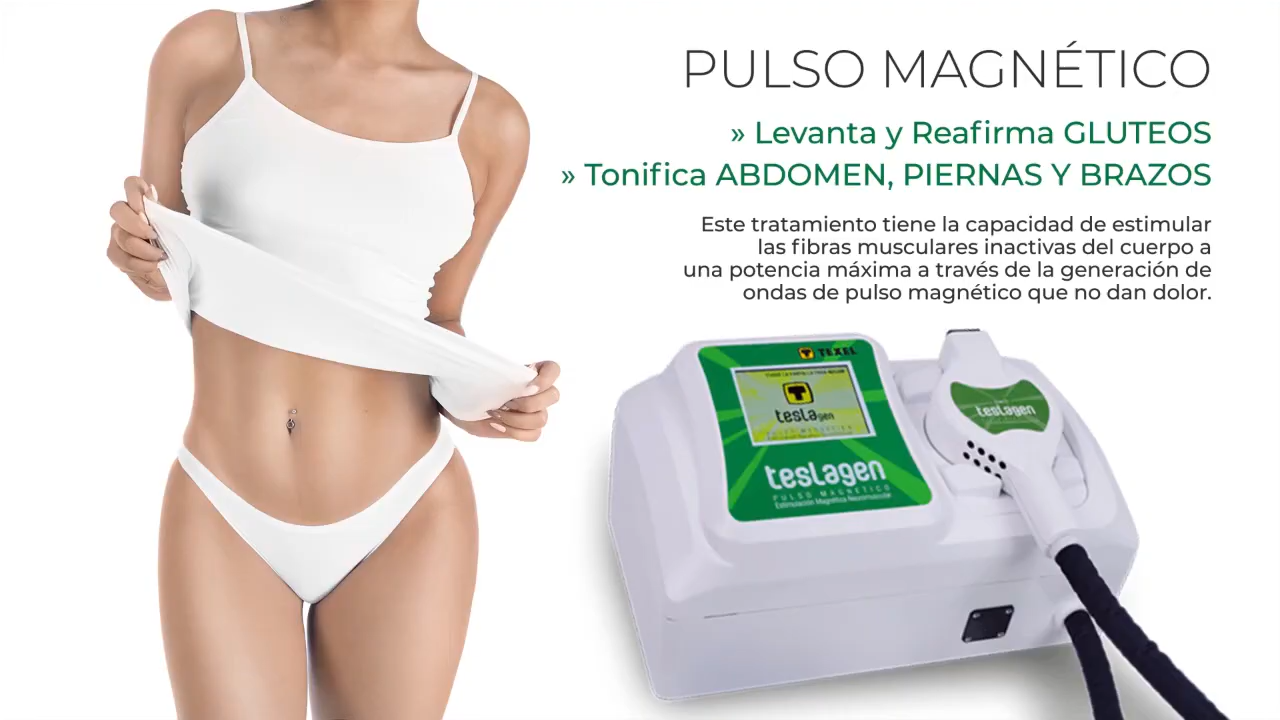 PULSO MAGNÉTICO
» Levanta y Reafirma GLUTEOS
» Tonifica ABDOMEN, PIERNAS Y BRAZOS
Este tratamiento tiene la capacidad de estimular
las fibras musculares inactivas del cuerpo a
una potencia máxima a través de la generación de
ondas de pulso magnético que no dan dolor.
TEXEL
teslagen
teslagen
PULSO MAGNETICO
Estimulación Magnética Neuromuscular
teslagen